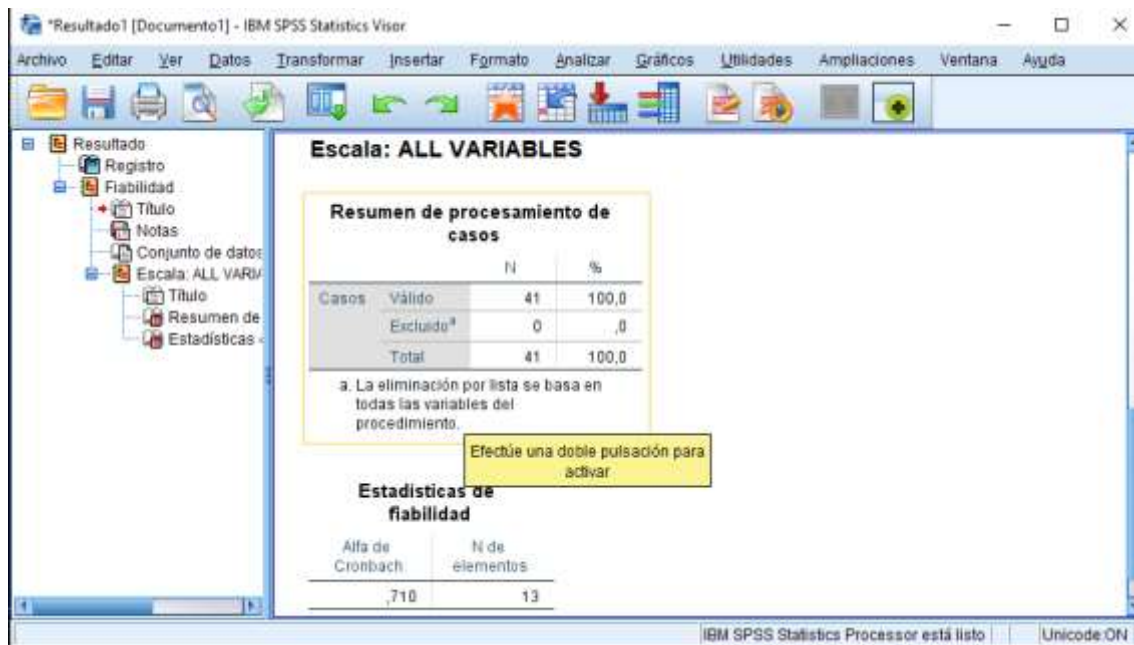 *Resultado1 [Documento1] - IBM SPSS Statistics Visor
Archivo Editar Ver Datos Transformar Insertar Formato Analizar Gráficos Utilidades Ampliaciones Ventana Ayuda
Resultado
Registro
Fiabilidad
Título
Notas
Conjunto de datos
Escala: ALL VARIA
Título
Resumen de
Estadísticas
Escala: ALL VARIABLES
Resumen de procesamiento de
casos
N %
Casos Válido 41 100,0
Excluido a 0 ,0
Total 41 100,0
a. La eliminación por lista se basa en
todas las variables del
procedimiento.
Efectúe una doble pulsación para
activar
Estadísticas de
fiabilidad
Alfa de N de
Cronbach elementos
,710 13
IBM SPSS Statistics Processor está listo Unicode:ON